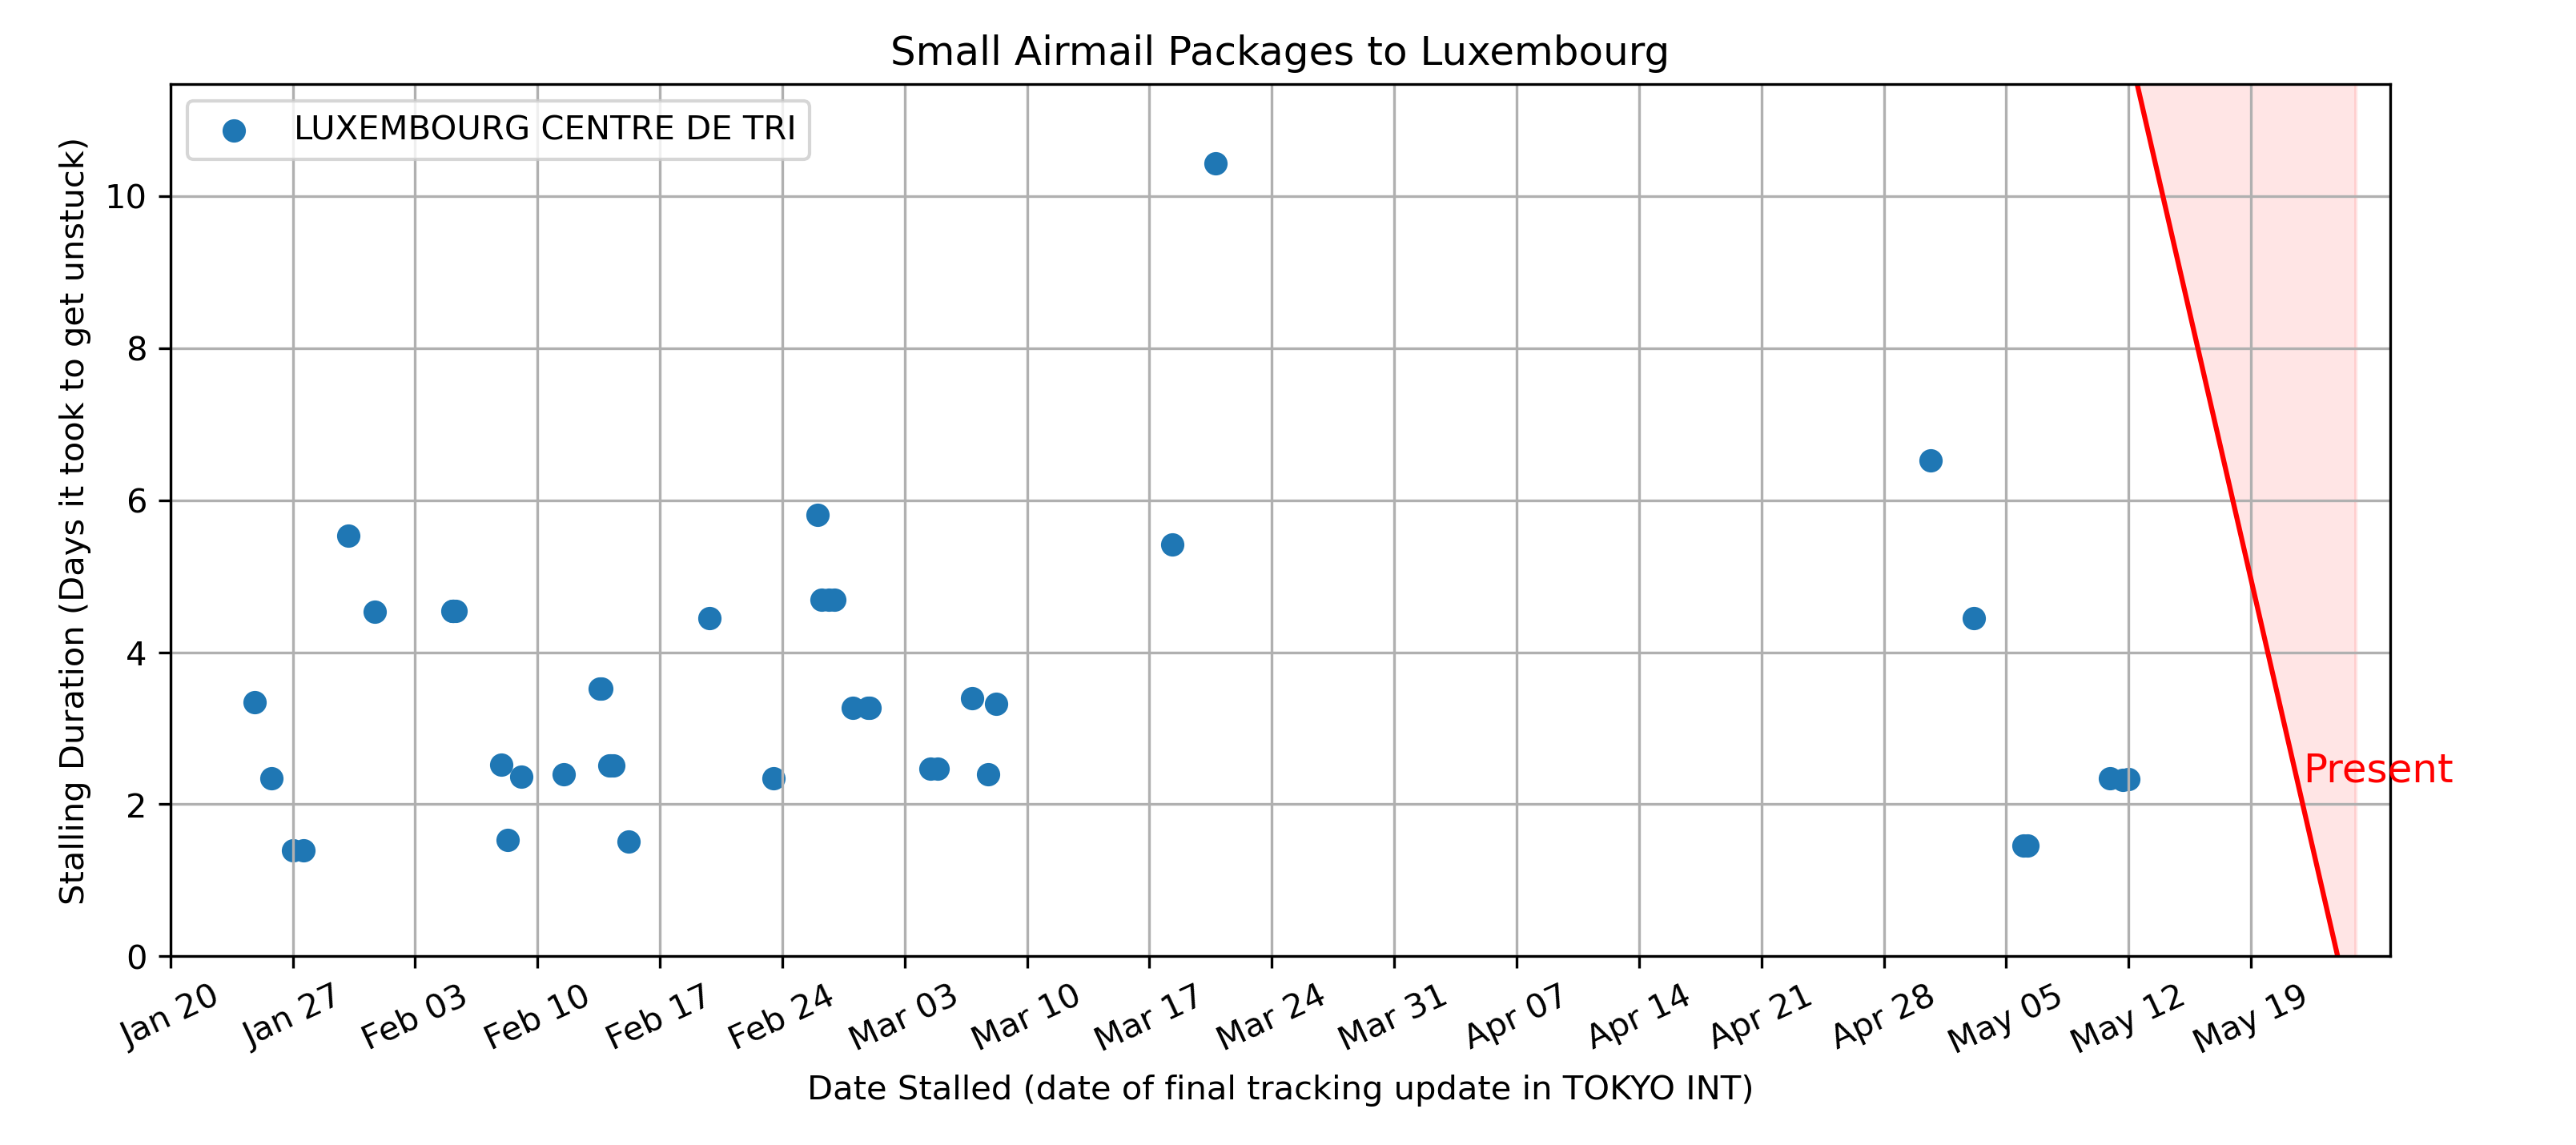 Small Airmail Packages to Luxembourg
LUXEMBOURG CENTRE DE TRI
Stalling Duration (Days it took to get unstuck)
10
8
6
4
2
0
Present
Jan 20
Jan 27
Feb 03
Feb 10
Feb 17
Feb 24
Mar 03
Mar 10
Mar 17
Mar 24
Mar 31
Apr 07
Apr 14
Apr 21
Apr 28
May 05
May 12
May 19
Date Stalled (date of final tracking update in TOKYO INT)